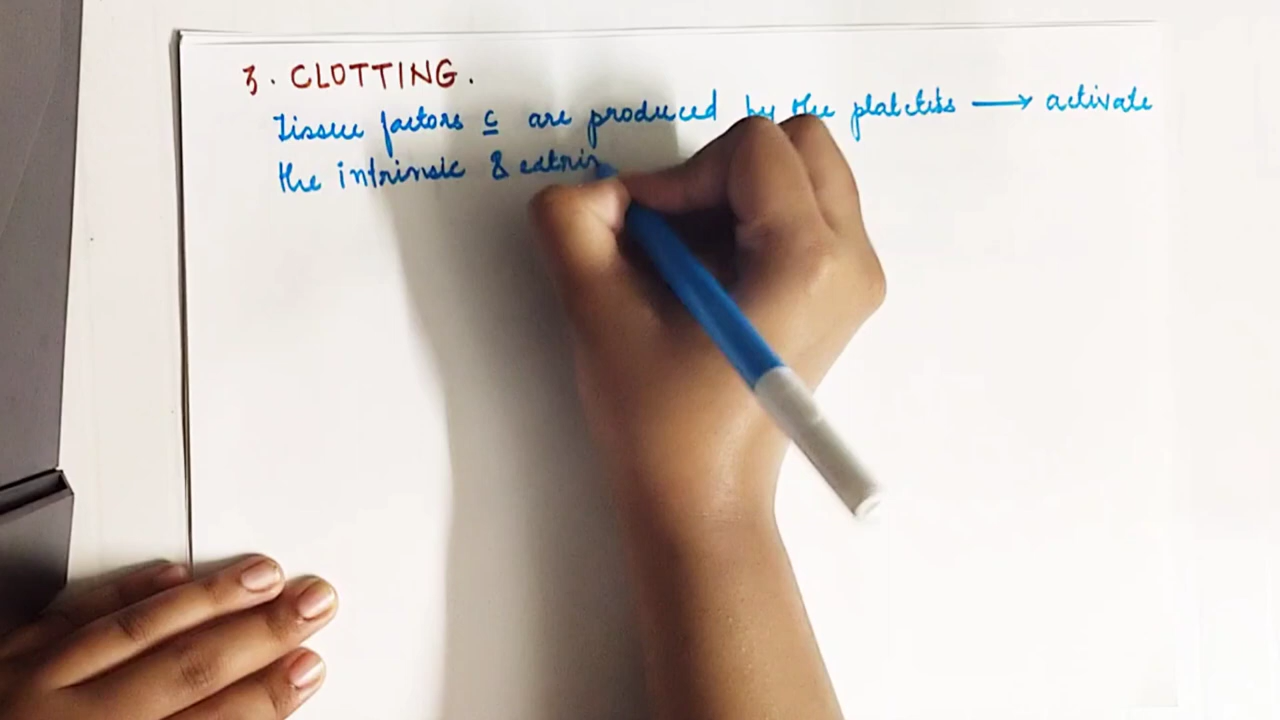 3. CLOTTING.
Tissue factors c are produced by the platelets → activate
the intrinsic & extrin